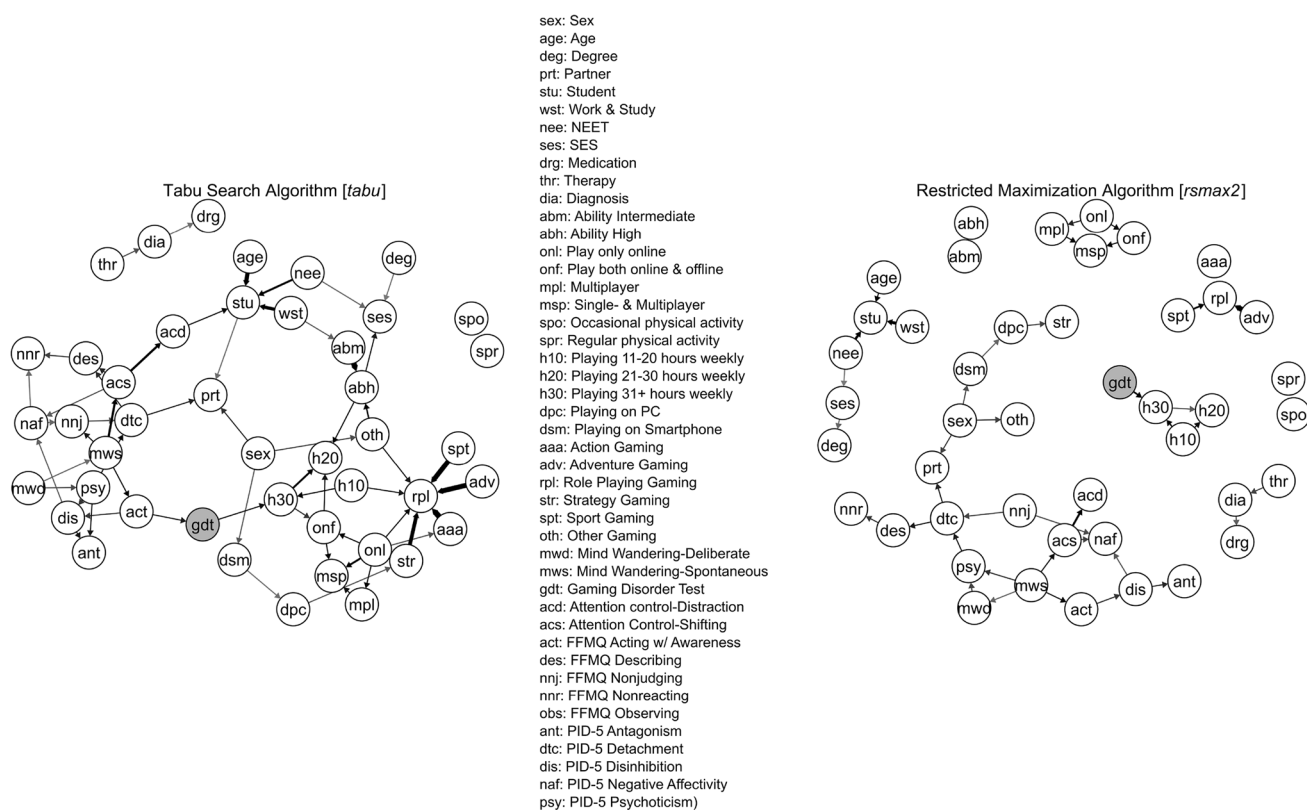 Tabu Search Algorithm [tabu]
drg
dia
thr
age
nee
deg
stu
wst
ses
spo
spr
acd
abm
nnr
des
acs
abh
prt
naf
nnj
dtc
oth
mws
sex
h20
spt
mwd
psy
h30
h10
rpl
adv
dis
act
gdt
onf
aaa
ant
onl
str
dsm
msp
dpc
mpl
sex: Sex
age: Age
deg: Degree
prt: Partner
stu: Student
wst: Work & Study
nee: NEET
ses: SES
drg: Medication
thr: Therapy
dia: Diagnosis
abm: Ability Intermediate
abh: Ability High
onl: Play only online
onf: Play both online & offline
mpl: Multiplayer
msp: Single- & Multiplayer
spo: Occasional physical activity
spr: Regular physical activity
h10: Playing 11-20 hours weekly
h20: Playing 21-30 hours weekly
h30: Playing 31+ hours weekly
dpc: Playing on PC
dsm: Playing on Smartphone
aaa: Action Gaming
adv: Adventure Gaming
rpl: Role Playing Gaming
str: Strategy Gaming
spt: Sport Gaming
oth: Other Gaming
mwd: Mind Wandering-Deliberate
mws: Mind Wandering-Spontaneous
gdt: Gaming Disorder Test
acd: Attention control-Distraction
acs: Attention Control-Shifting
act: FFMQ Acting w/ Awareness
des: FFMQ Describing
nnj: FFMQ Nonjudging
nnr: FFMQ Nonreacting
obs: FFMQ Observing
ant: PID-5 Antagonism
dtc: PID-5 Detachment
dis: PID-5 Disinhibition
naf: PID-5 Negative Affectivity
psy: PID-5 Psychoticism)
Restricted Maximization Algorithm [rsmax2]
abh
abm
onl
mpl
onf
msp
aaa
age
rpl
stu
wst
spt
adv
dpc
str
nee
dsm
gdt
spr
ses
h30
h20
spo
deg
sex
oth
h10
prt
thr
nnr
acd
dia
dtc
nnj
des
acs
naf
drg
psy
mws
dis
ant
mwd
act